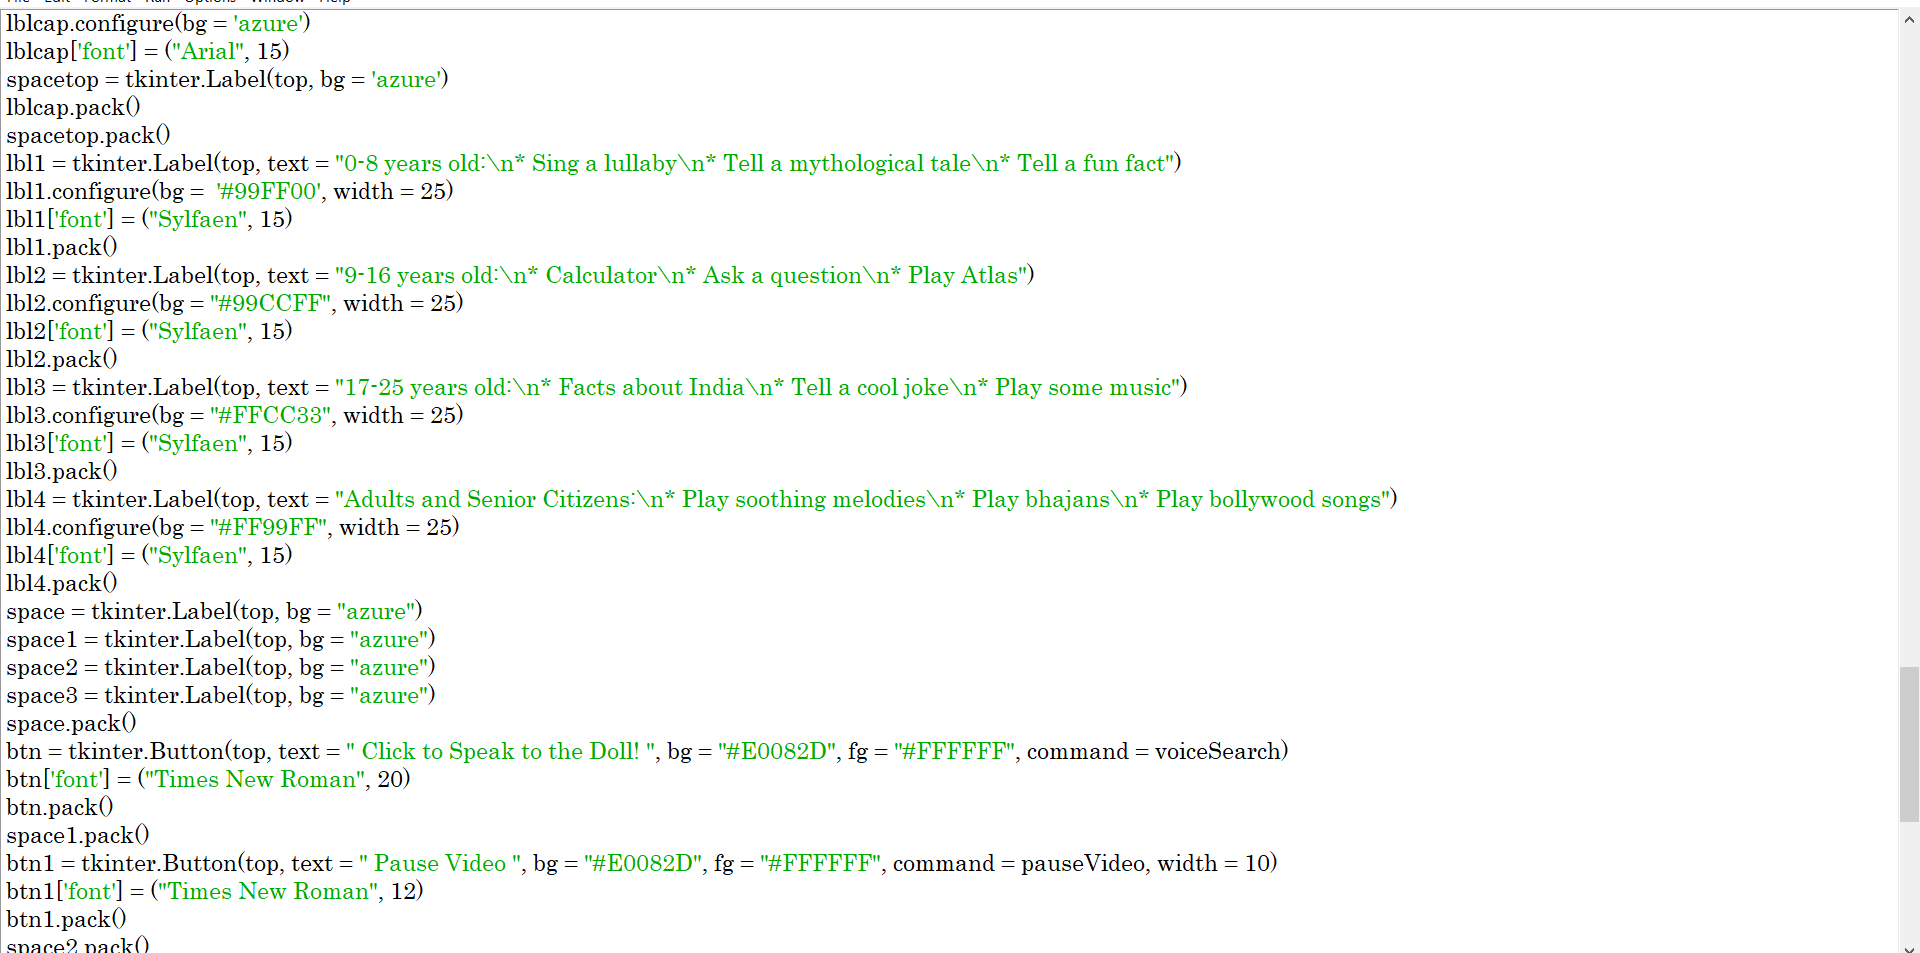 File Edit Format Run Options Window Help
lblcap.configure(bg = 'azure')
lblcap['font'] = ("Arial", 15)
spacetop = tkinter.Label(top, bg = 'azure')
lblcap.pack()
spacetop.pack()
lbl1 = tkinter.Label(top, text = "0-8 years old:\n* Sing a lullaby\n* Tell a mythological tale\n* Tell a fun fact")
lbl1.configure(bg =  '#99FF00', width = 25)
lbl1['font'] = ("Sylfaen", 15)
lbl1.pack()
lbl2 = tkinter.Label(top, text = "9-16 years old:\n* Calculator\n* Ask a question\n* Play Atlas")
lbl2.configure(bg = "#99CCFF", width = 25)
lbl2['font'] = ("Sylfaen", 15)
lbl2.pack()
lbl3 = tkinter.Label(top, text = "17-25 years old:\n* Facts about India\n* Tell a cool joke\n* Play some music")
lbl3.configure(bg = "#FFCC33", width = 25)
lbl3['font'] = ("Sylfaen", 15)
lbl3.pack()
lbl4 = tkinter.Label(top, text = "Adults and Senior Citizens:\n* Play soothing melodies\n* Play bhajans\n* Play bollywood songs")
lbl4.configure(bg = "#FF99FF", width = 25)
lbl4['font'] = ("Sylfaen", 15)
lbl4.pack()
space = tkinter.Label(top, bg = "azure")
space1 = tkinter.Label(top, bg = "azure")
space2 = tkinter.Label(top, bg = "azure")
space3 = tkinter.Label(top, bg = "azure")
space.pack()
btn = tkinter.Button(top, text = " Click to Speak to the Doll! ", bg = "#E0082D", fg = "#FFFFFF", command = voiceSearch)
btn['font'] = ("Times New Roman", 20)
btn.pack()
space1.pack()
btn1 = tkinter.Button(top, text = " Pause Video ", bg = "#E0082D", fg = "#FFFFFF", command = pauseVideo, width = 10)
btn1['font'] = ("Times New Roman", 12)
btn1.pack()
space2.pack()